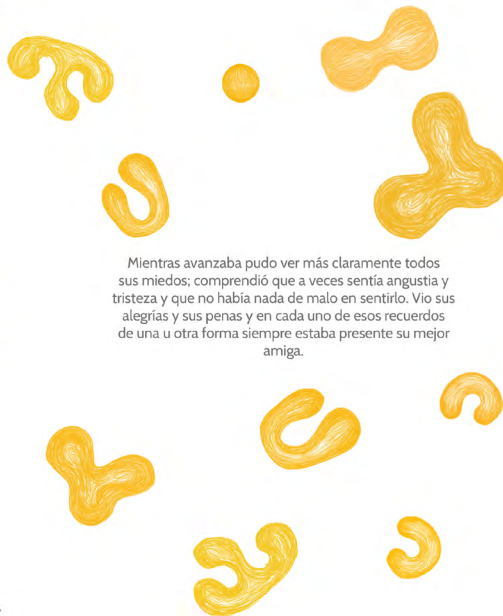 Mientras avanzaba pudo ver más claramente todos
sus miedos; comprendió que a veces sentía angustia y
tristeza y que no había nada de malo en sentirlo. Vio sus
alegrías y sus penas y en cada uno de esos recuerdos
de una u otra forma siempre estaba presente su mejor
amiga.